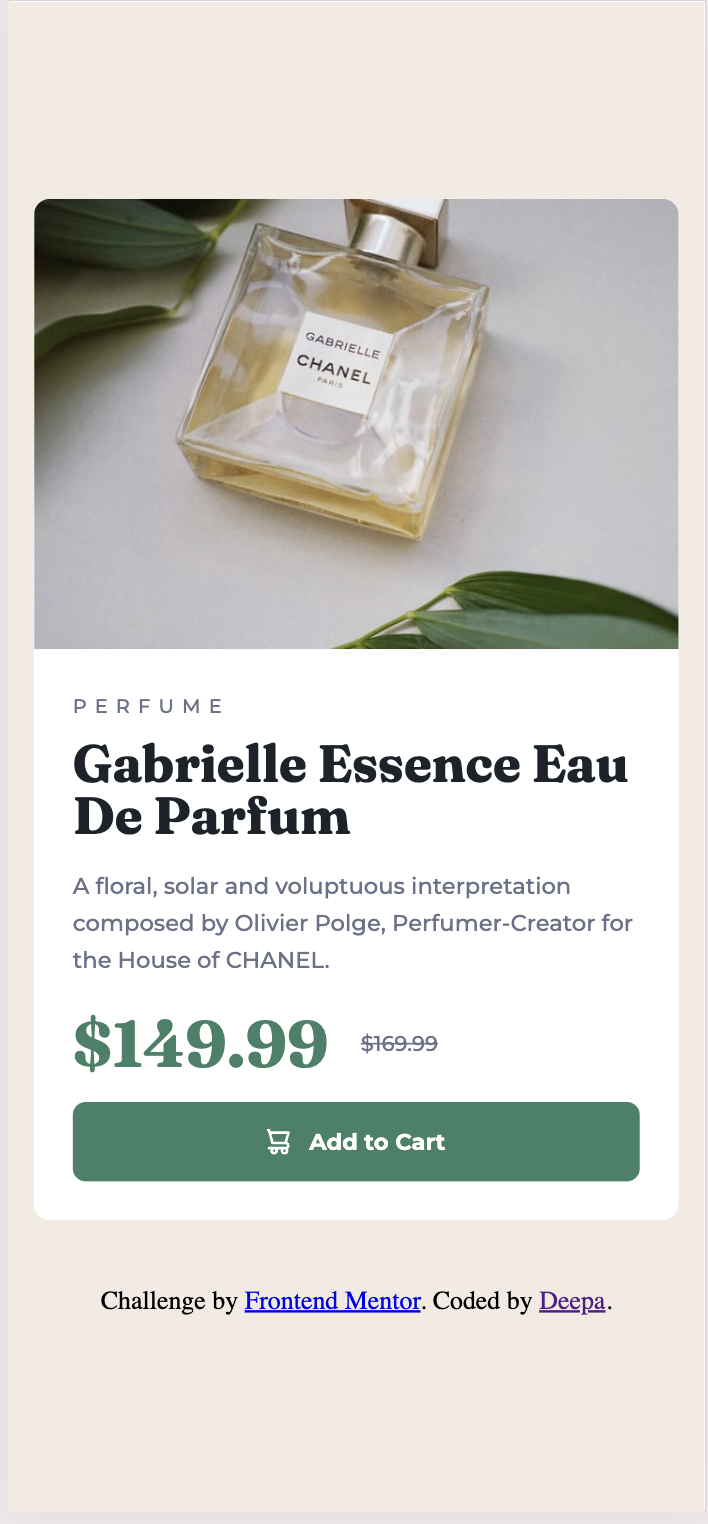 GABRIELLE
CHANEL
PARIS
PERFUME
Gabrielle Essence Eau
De Parfum
A floral, solar and voluptuous interpretation
composed by Olivier Polge, Perfumer-Creator for
the House of CHANEL.
$149.99 $169.99
Add to Cart
Challenge by Frontend Mentor. Coded by Deepa.